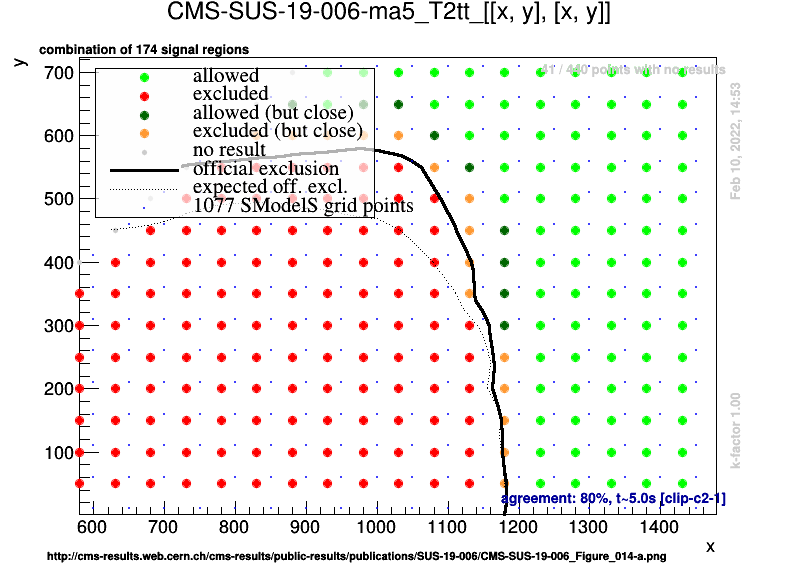 CMS-SUS-19-006-ma5_T2tt_[[x, y], [x, y]]
combination of 174 signal regions
y
41 / 440 points with no results
allowed
excluded
allowed (but close)
excluded (but close)
no result
official exclusion
expected off. excl.
1077 SModelS grid points
700
600
500
400
300
200
100
Feb 10, 2022, 14:53
k-factor 1.00
agreement: 80%, t~5.0s [clip-c2-1]
600 700 800 900 1000 1100 1200 1300 1400
x
http://cms-results.web.cern.ch/cms-results/public-results/publications/SUS-19-006/CMS-SUS-19-006_Figure_014-a.png